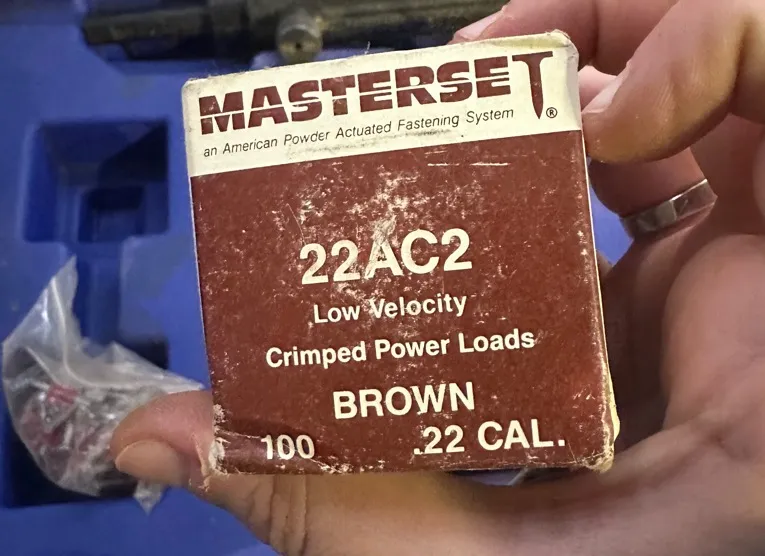 MASTERSET®
an American Powder Actuated Fastening System
22AC2
Low Velocity
Crimped Power Loads
BROWN
100 .22 CAL.